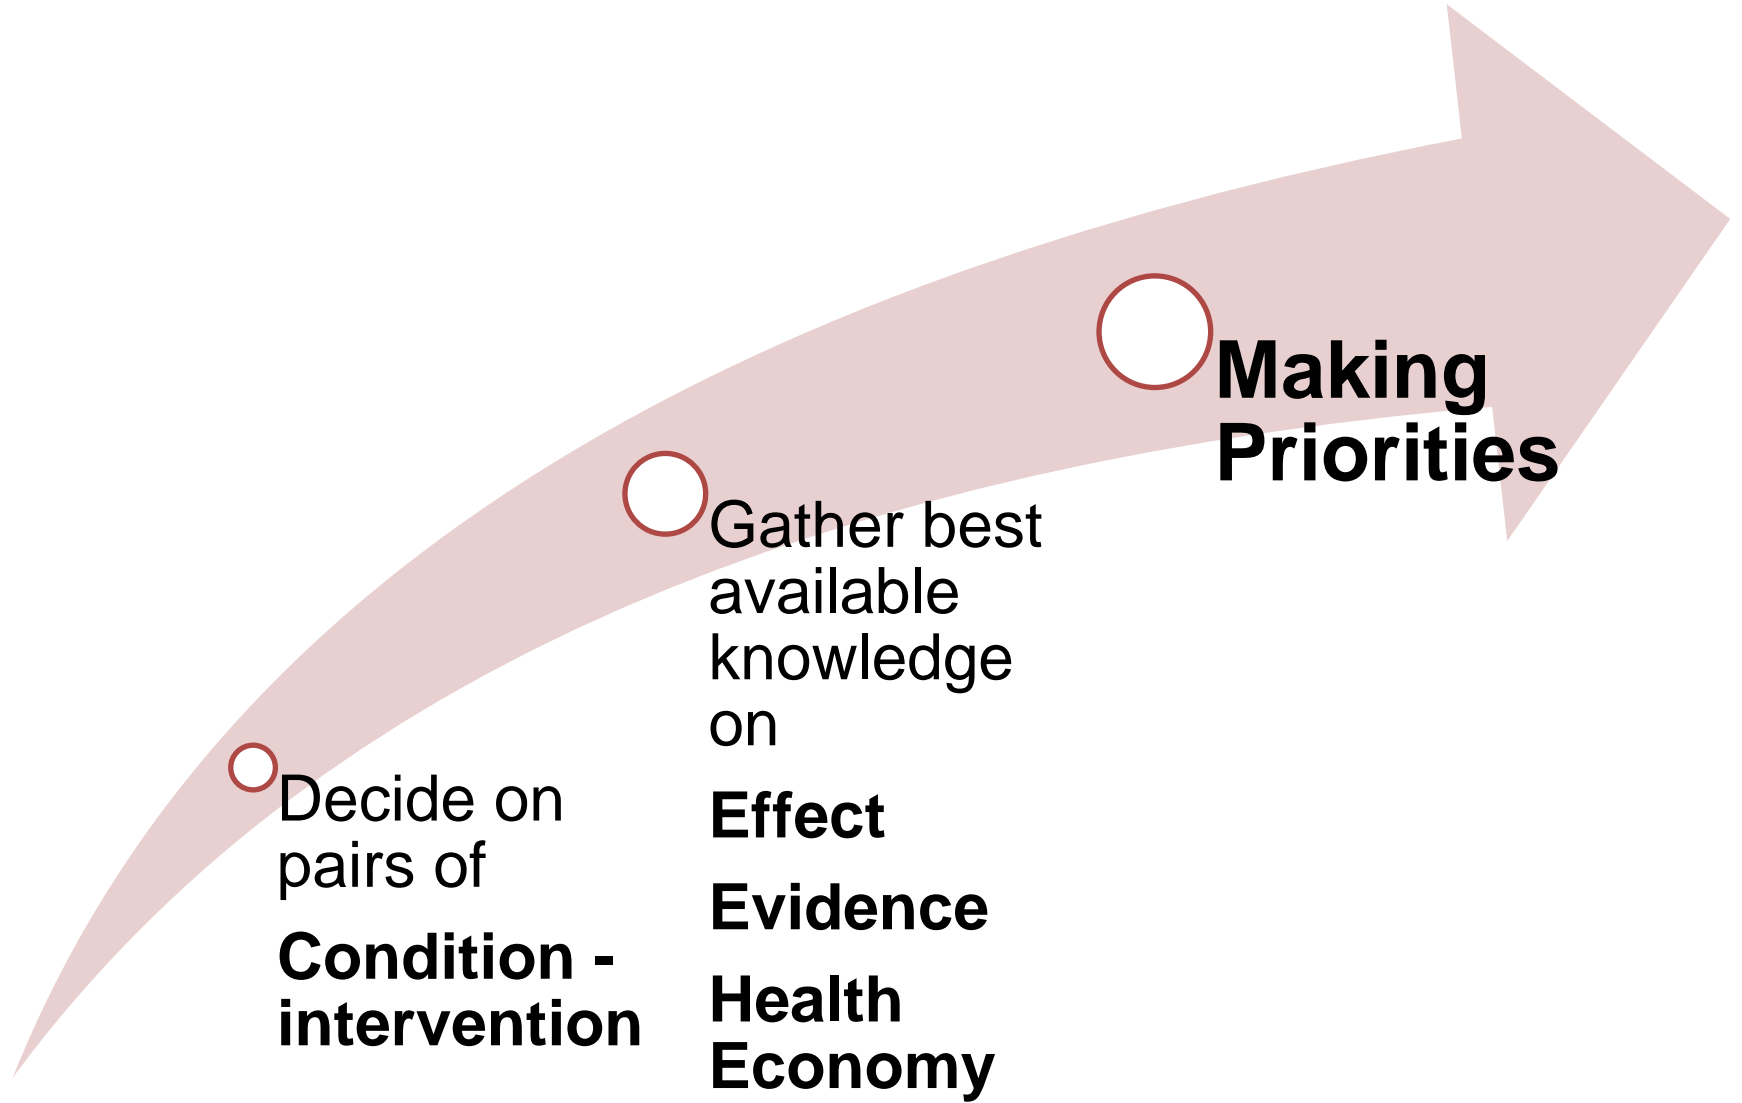 Decide on
pairs of
Condition -
intervention
Gather best
available
knowledge
on
Effect
Evidence
Health
Economy
Making
Priorities